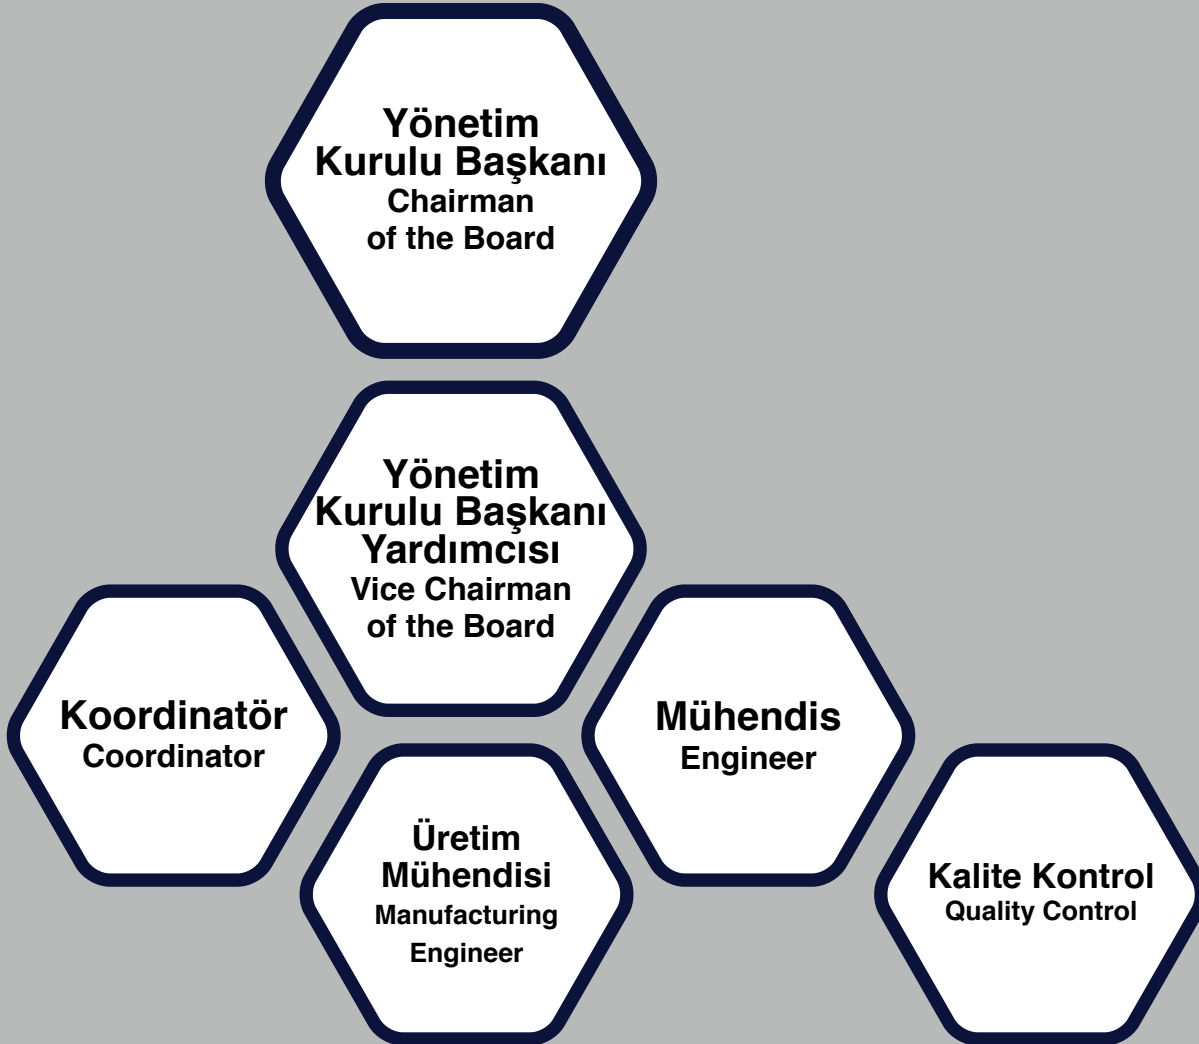 Yönetim
Kurulu Başkanı
Chairman
of the Board
Yönetim
Kurulu Başkanı
Yardımcısı
Vice Chairman
of the Board
Koordinatör
Coordinator
Mühendis
Engineer
Üretim
Mühendisi
Manufacturing
Engineer
Kalite Kontrol
Quality Control